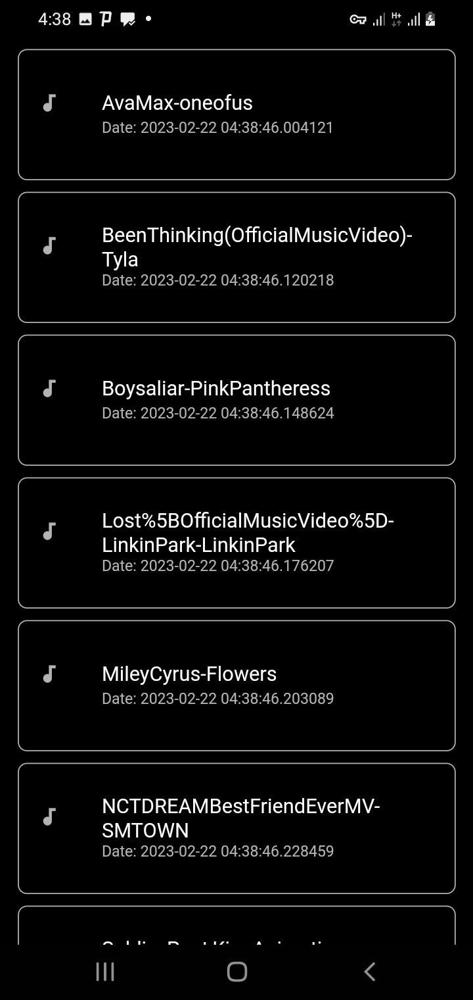 4:38
H+
AvaMax-oneofus
Date: 2023-02-22 04:38:46.004121
BeenThinking(OfficialMusicVideo)-
Tyla
Date: 2023-02-22 04:38:46.120218
Boysaliar-PinkPantheress
Date: 2023-02-22 04:38:46.148624
Lost%5BOfficialMusicVideo%5D-
LinkinPark-LinkinPark
Date: 2023-02-22 04:38:46.176207
MileyCyrus-Flowers
Date: 2023-02-22 04:38:46.203089
NCTDREAMBestFriendEverMV-
SMTOWN
Date: 2023-02-22 04:38:46.228459